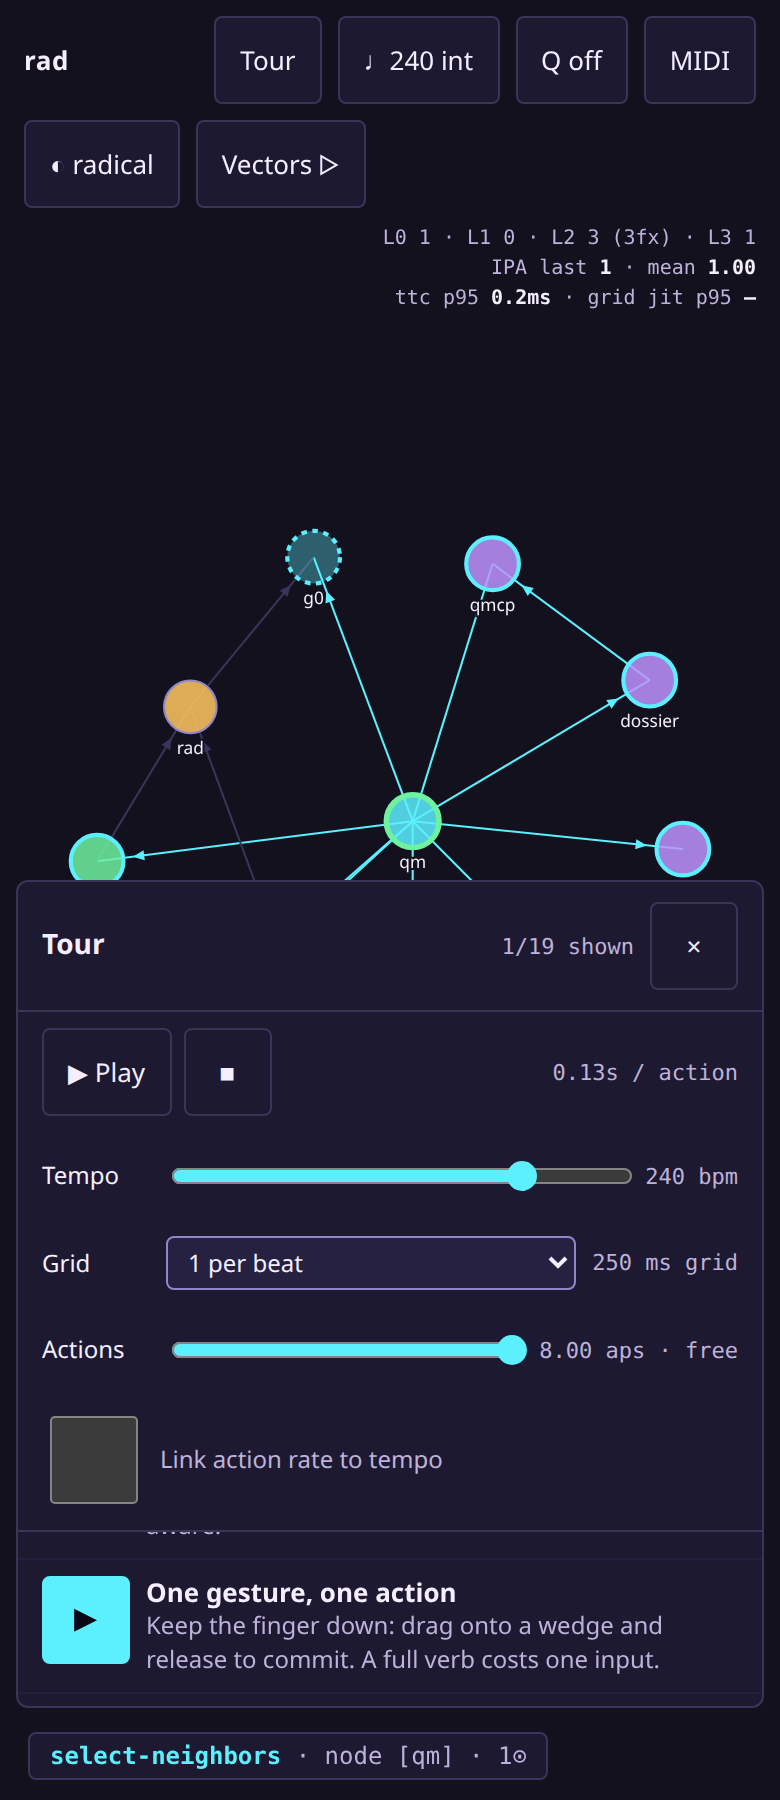 rad
Tour
♩ 240 int
Q off
MIDI
◐ radical
Vectors ▷
L0 1 · L1 0 · L2 3 (3fx) · L3 1
IPA last 1 · mean 1.00
ttc p95 0.2ms · grid jit p95 —
g0
qmcp
dossier
rad
qm
Tour
1/19 shown
×
▶ Play
■
0.13s / action
Tempo
240 bpm
Grid
1 per beat
250 ms grid
Actions
8.00 aps · free
Link action rate to tempo
▶
One gesture, one action
Keep the finger down: drag onto a wedge and
release to commit. A full verb costs one input.
select-neighbors · node [qm] · 1⊙